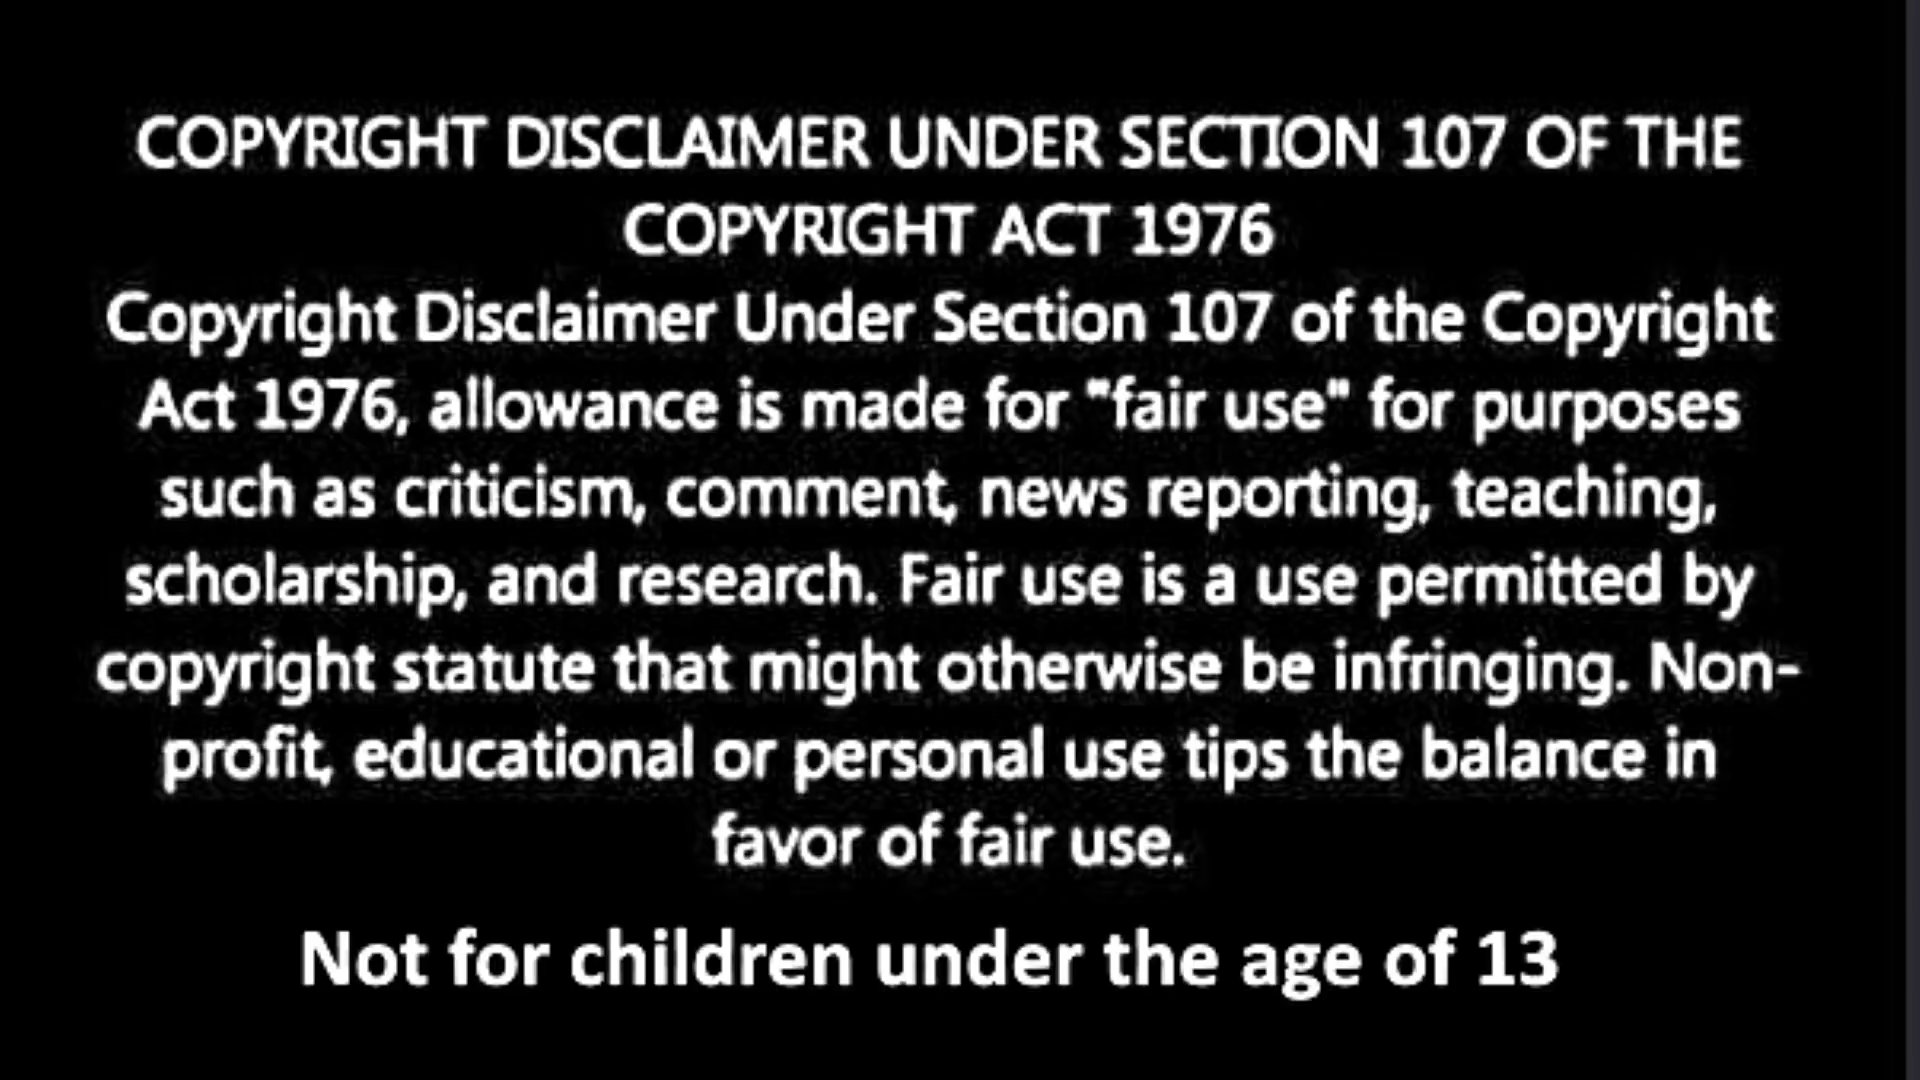 COPYRIGHT DISCLAIMER UNDER SECTION 107 OF THE
COPYRIGHT ACT 1976
Copyright Disclaimer Under Section 107 of the Copyright
Act 1976, allowance is made for "fair use" for purposes
such as criticism, comment, news reporting, teaching,
scholarship, and research. Fair use is a use permitted by
copyright statute that might otherwise be infringing. Non-
profit, educational or personal use tips the balance in
favor of fair use.
Not for children under the age of 13